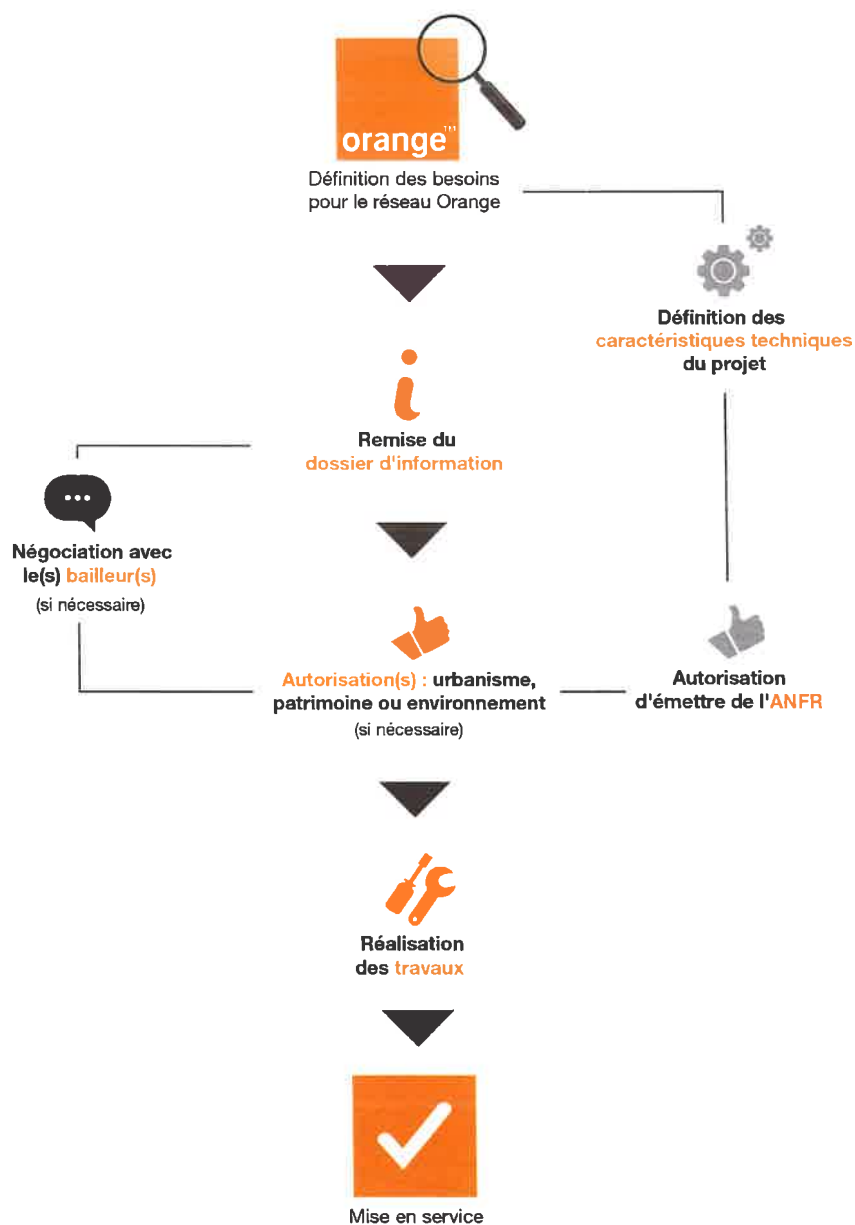 orange™
Définition des besoins
pour le réseau Orange
Définition des
caractéristiques techniques
du projet
Remise du
dossier d'information
Négociation avec
le(s) bailleur(s)
(si nécessaire)
Autorisation(s) : urbanisme,
patrimoine ou environnement
(si nécessaire)
Autorisation
d'émettre de l'ANFR
Réalisation
des travaux
Mise en service